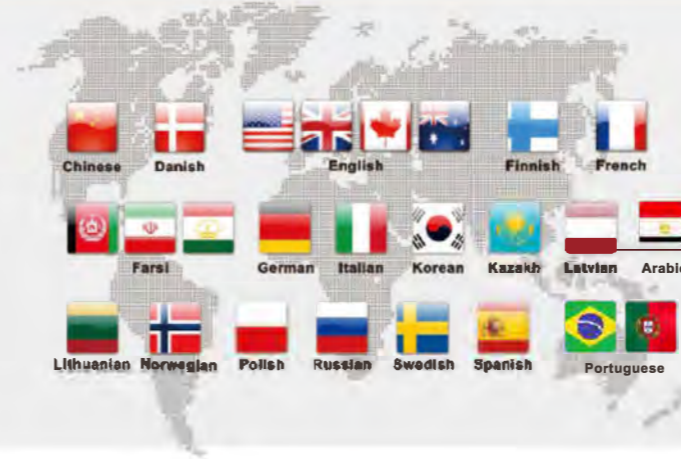 Chinese Danish English Finnish French
Farsi German Italian Korean Kazakh Latvian Arabic
Lithuanian Norwegian Polish Russian Swedish Spanish Portuguese